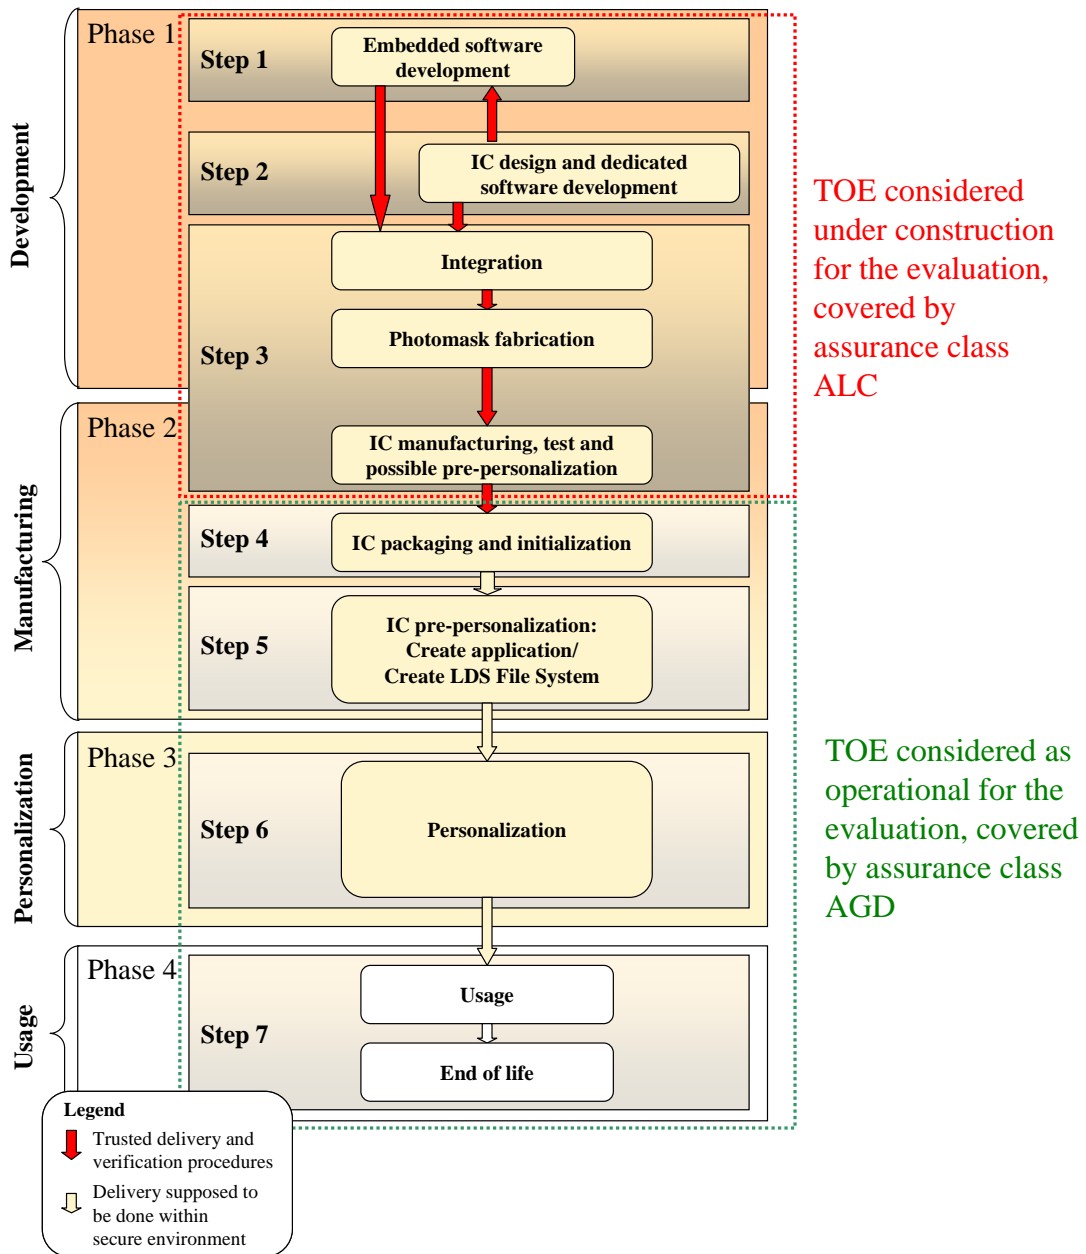 Development
Phase 1
Step 1
Embedded software
development
Step 2
IC design and dedicated
software development
Step 3
Integration
Photomask fabrication
TOE considered
under construction
for the evaluation,
covered by
assurance class
ALC
Manufacturing
Phase 2
IC manufacturing, test and
possible pre-personalization
Step 4
IC packaging and initialization
Step 5
IC pre-personalization:
Create application/
Create LDS File System
Personalization
Phase 3
Step 6
Personalization
TOE considered as
operational for the
evaluation, covered
by assurance class
AGD
Usage
Phase 4
Step 7
Usage
End of life
Legend
Trusted delivery and
verification procedures
Delivery supposed to
be done within
secure environment